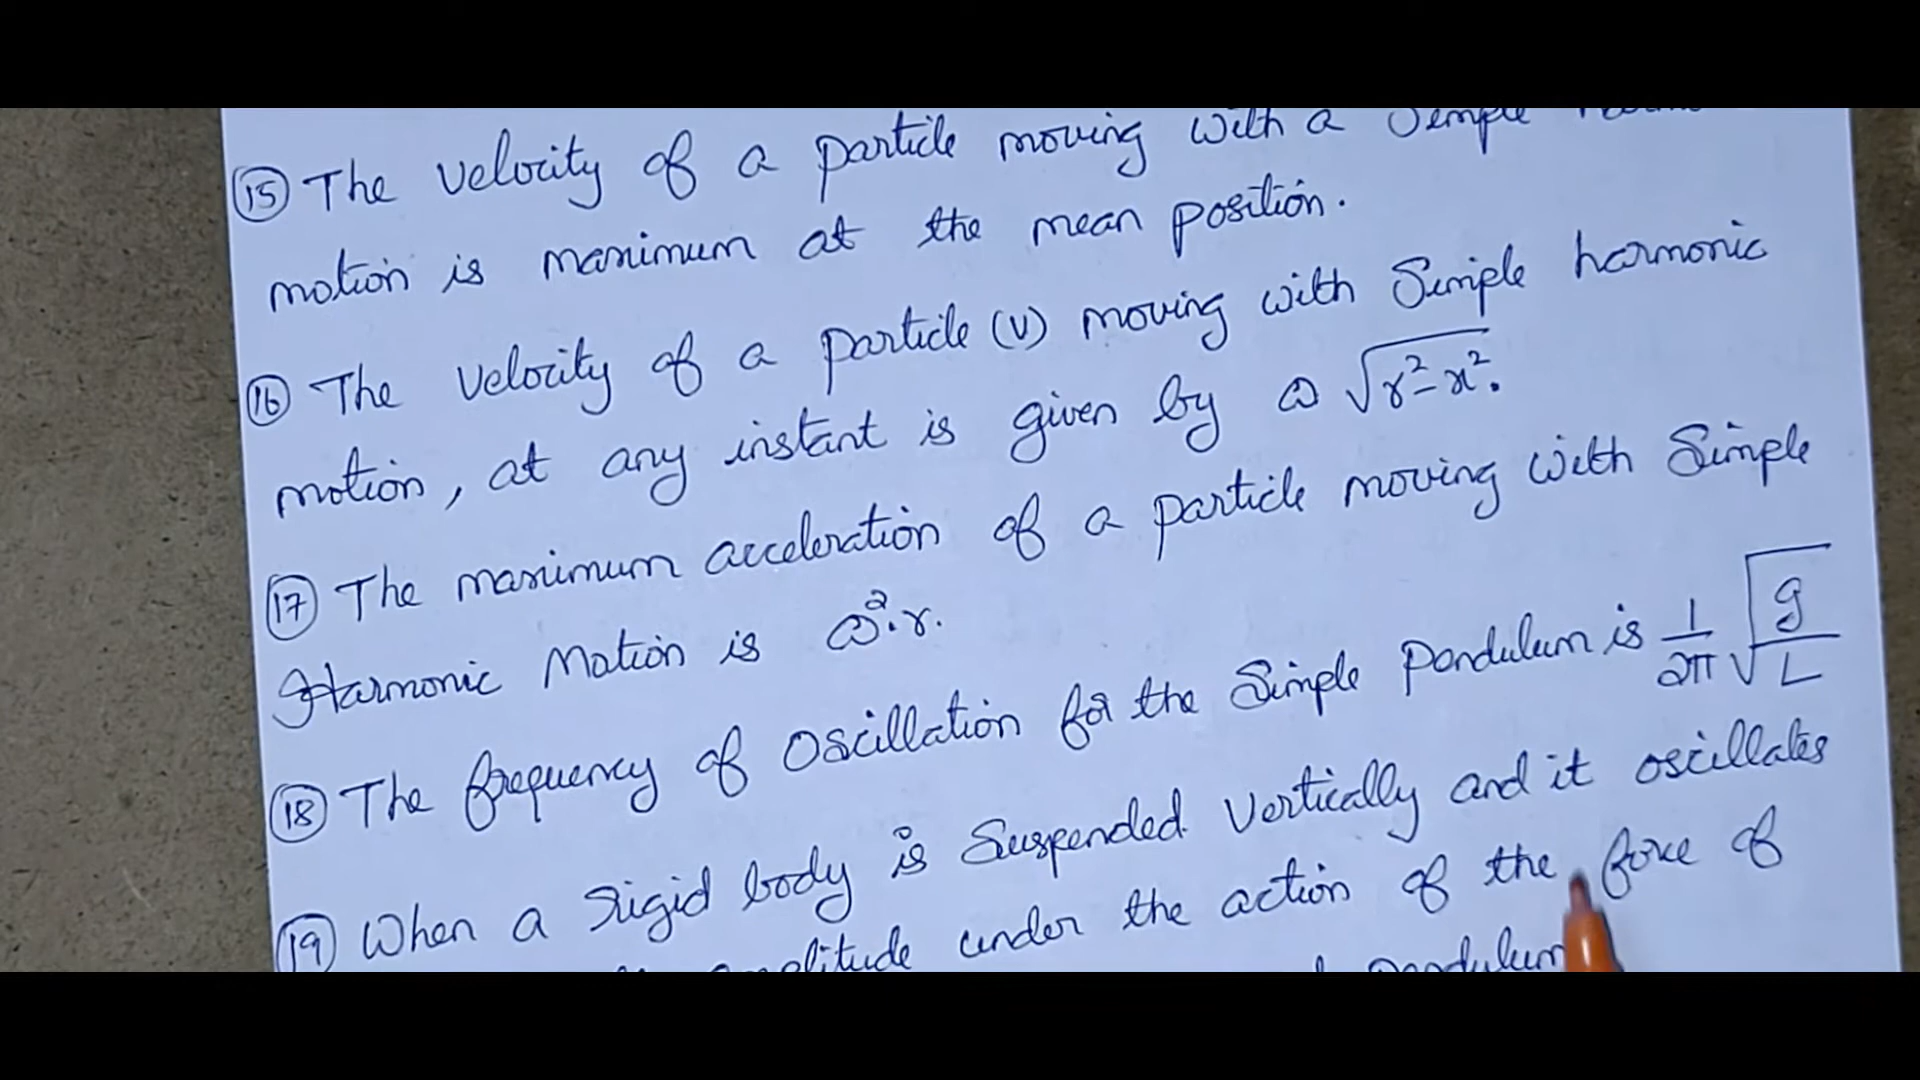 (15) The velocity of a particle moving with a Simple
motion is maximum at the mean position.
(16) The velocity of a particle (v) moving with Simple harmonic
motion, at any instant is given by ω √(r²-x²).
(17) The maximum acceleration of a particle moving with Simple
Harmonic Motion is ω².r.
(18) The frequency of Oscillation for the Simple Pendulum is 1/2π √(g/L)
(19) When a rigid body is Suspended Vertically and it oscillates
amplitude under the action of the force of
pendulum